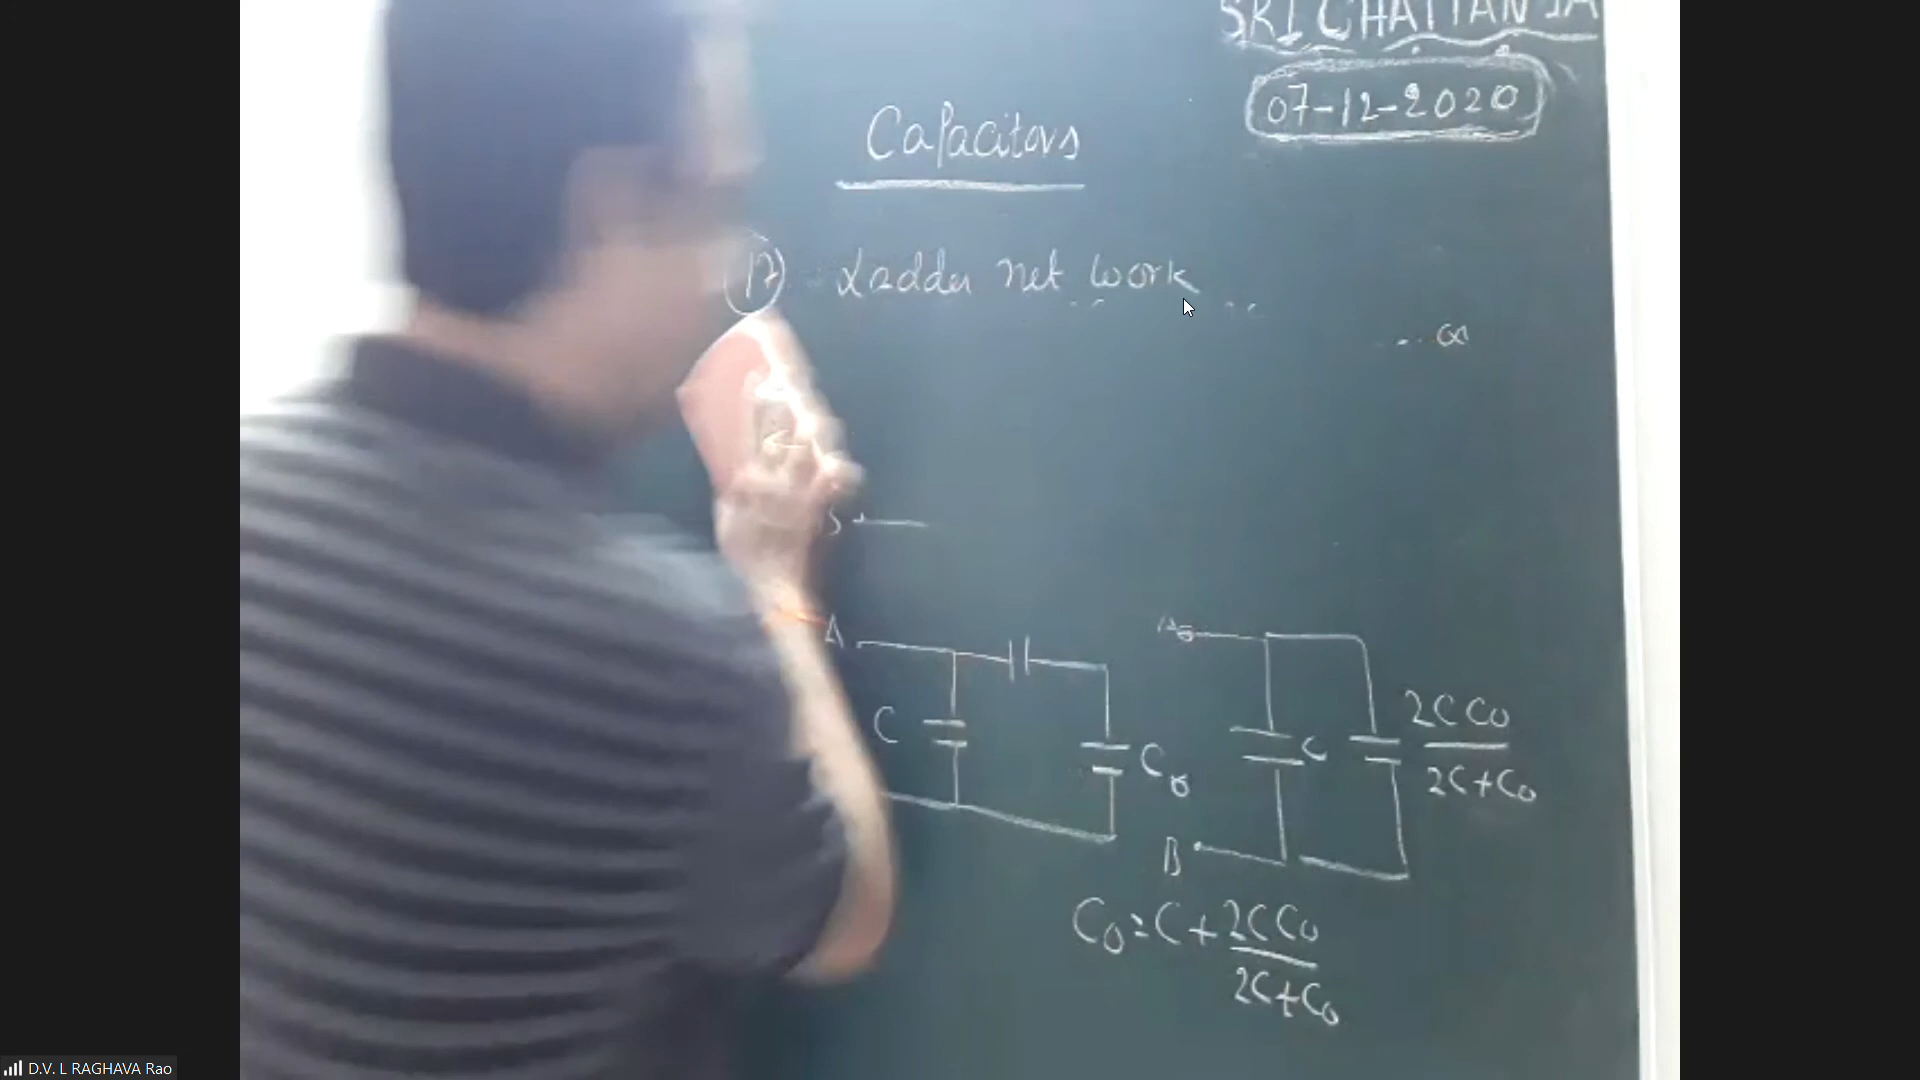 SRI CHAITANYA
07-12-2020
Capacitors
17 Ladder net work
... ∞
A
C
C₀
B
C
2CC₀
2C+C₀
C₀=C+2CC₀
2C+C₀
D.V. L RAGHAVA Rao